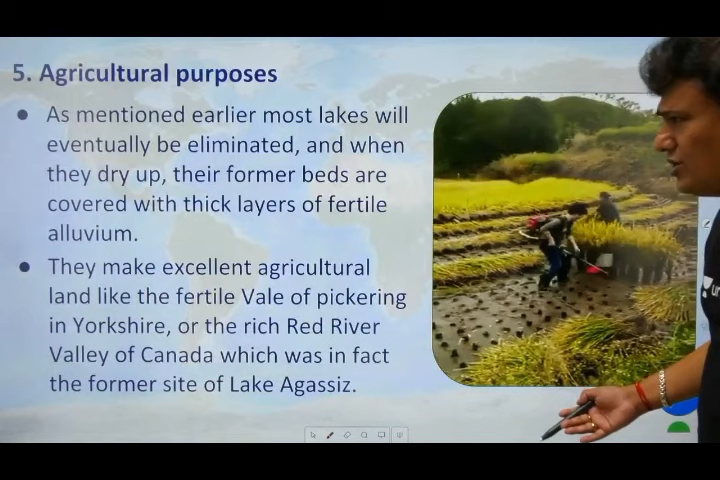 5. Agricultural purposes
● As mentioned earlier most lakes will
eventually be eliminated, and when
they dry up, their former beds are
covered with thick layers of fertile
alluvium.
● They make excellent agricultural
land like the fertile Vale of pickering
in Yorkshire, or the rich Red River
Valley of Canada which was in fact
the former site of Lake Agassiz.